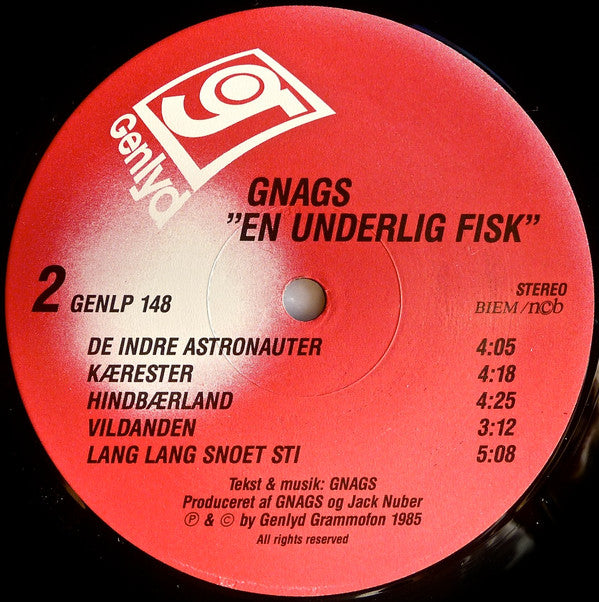 Genlyd
GNAGS
"EN UNDERLIG FISK"
2 GENLP 148
STEREO
BIEM/n©b
DE INDRE ASTRONAUTER 4:05
KÆRESTER 4:18
HINDBÆRLAND 4:25
VILDANDEN 3:12
LANG LANG SNOET STI 5:08
Tekst & musik: GNAGS
Produceret af GNAGS og Jack Nuber
℗ & © by Genlyd Grammofon 1985
All rights reserved